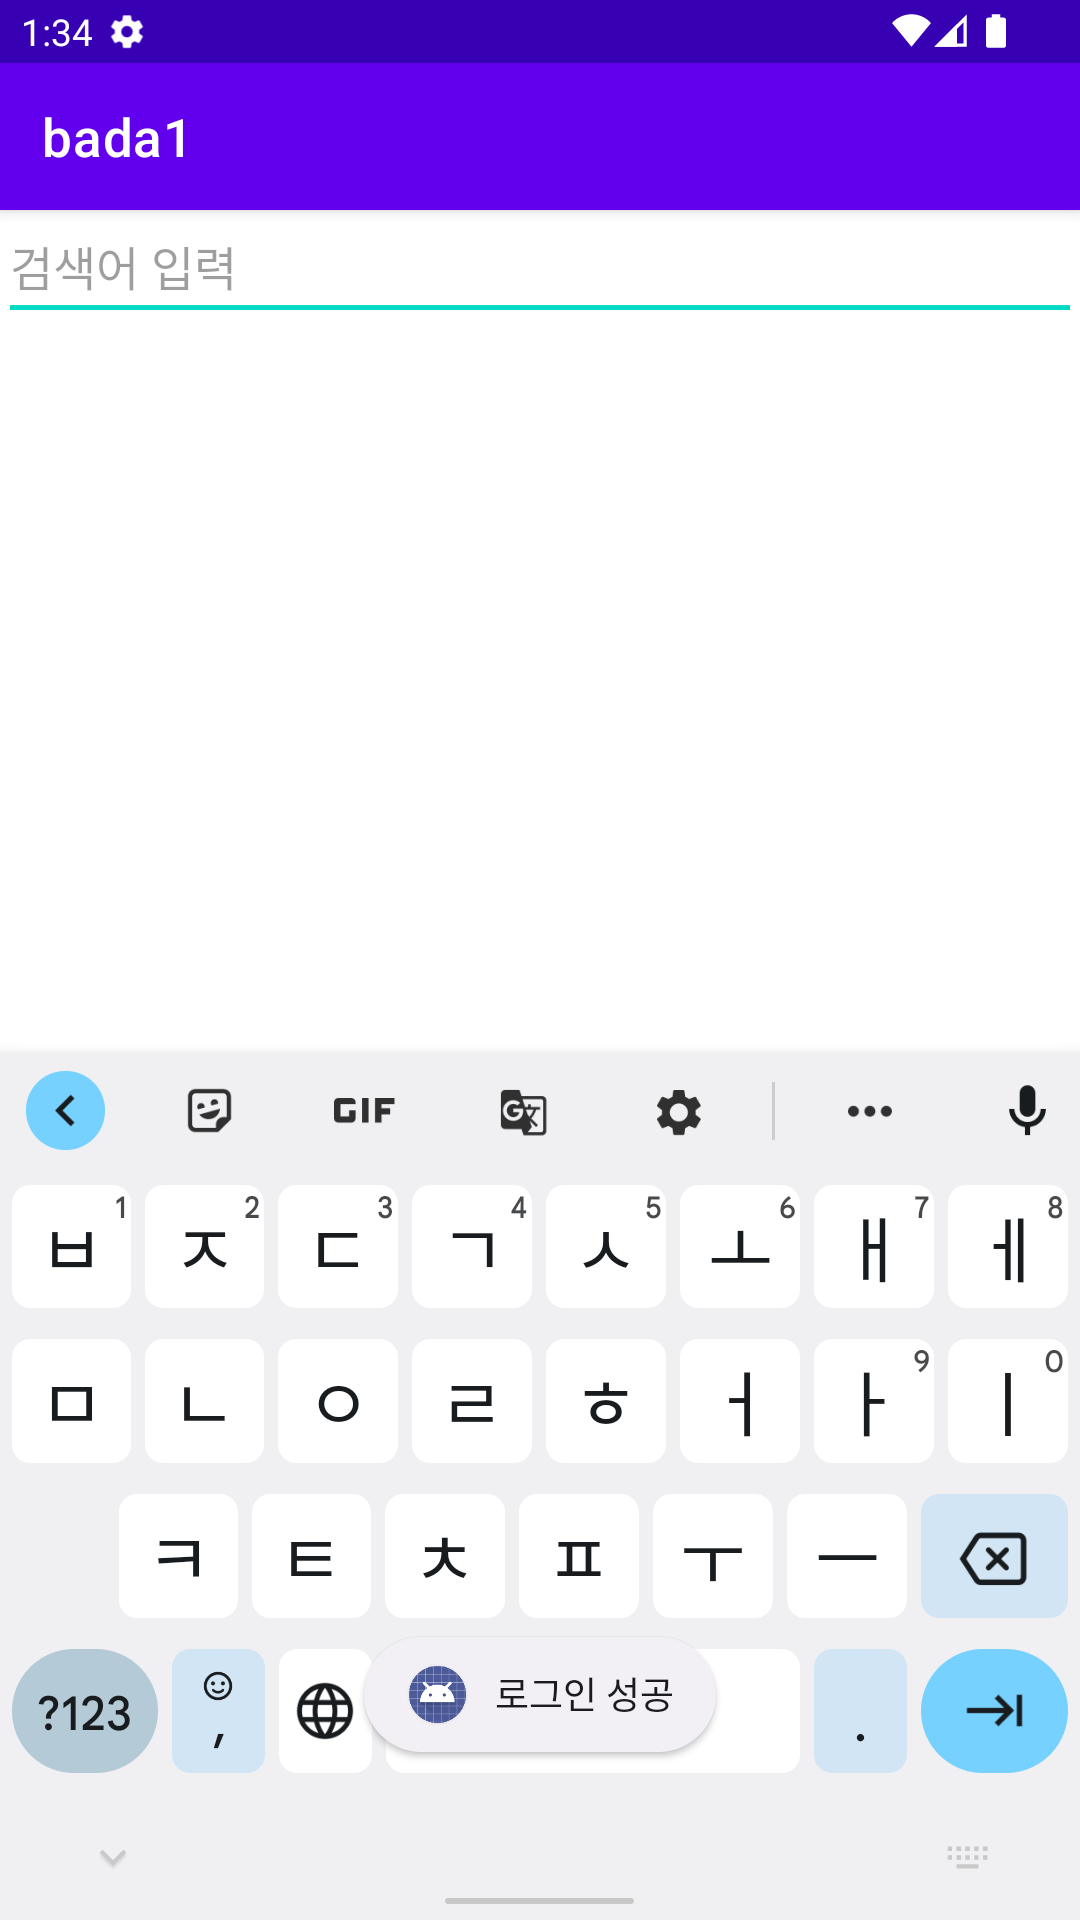 1:34
bada1
검색어 입력
GIF
G 文
ㅂ 1 ㅈ 2 ㄷ 3 ㄱ 4 ㅅ 5 ㅗ 6 ㅐ 7 ㅔ 8
ㅁ ㄴ ㅇ ㄹ ㅎ ㅓ ㅏ 9 ㅣ 0
ㅋ ㅌ ㅊ ㅍ ㅜ ㅡ
?123 , 로그인 성공 .